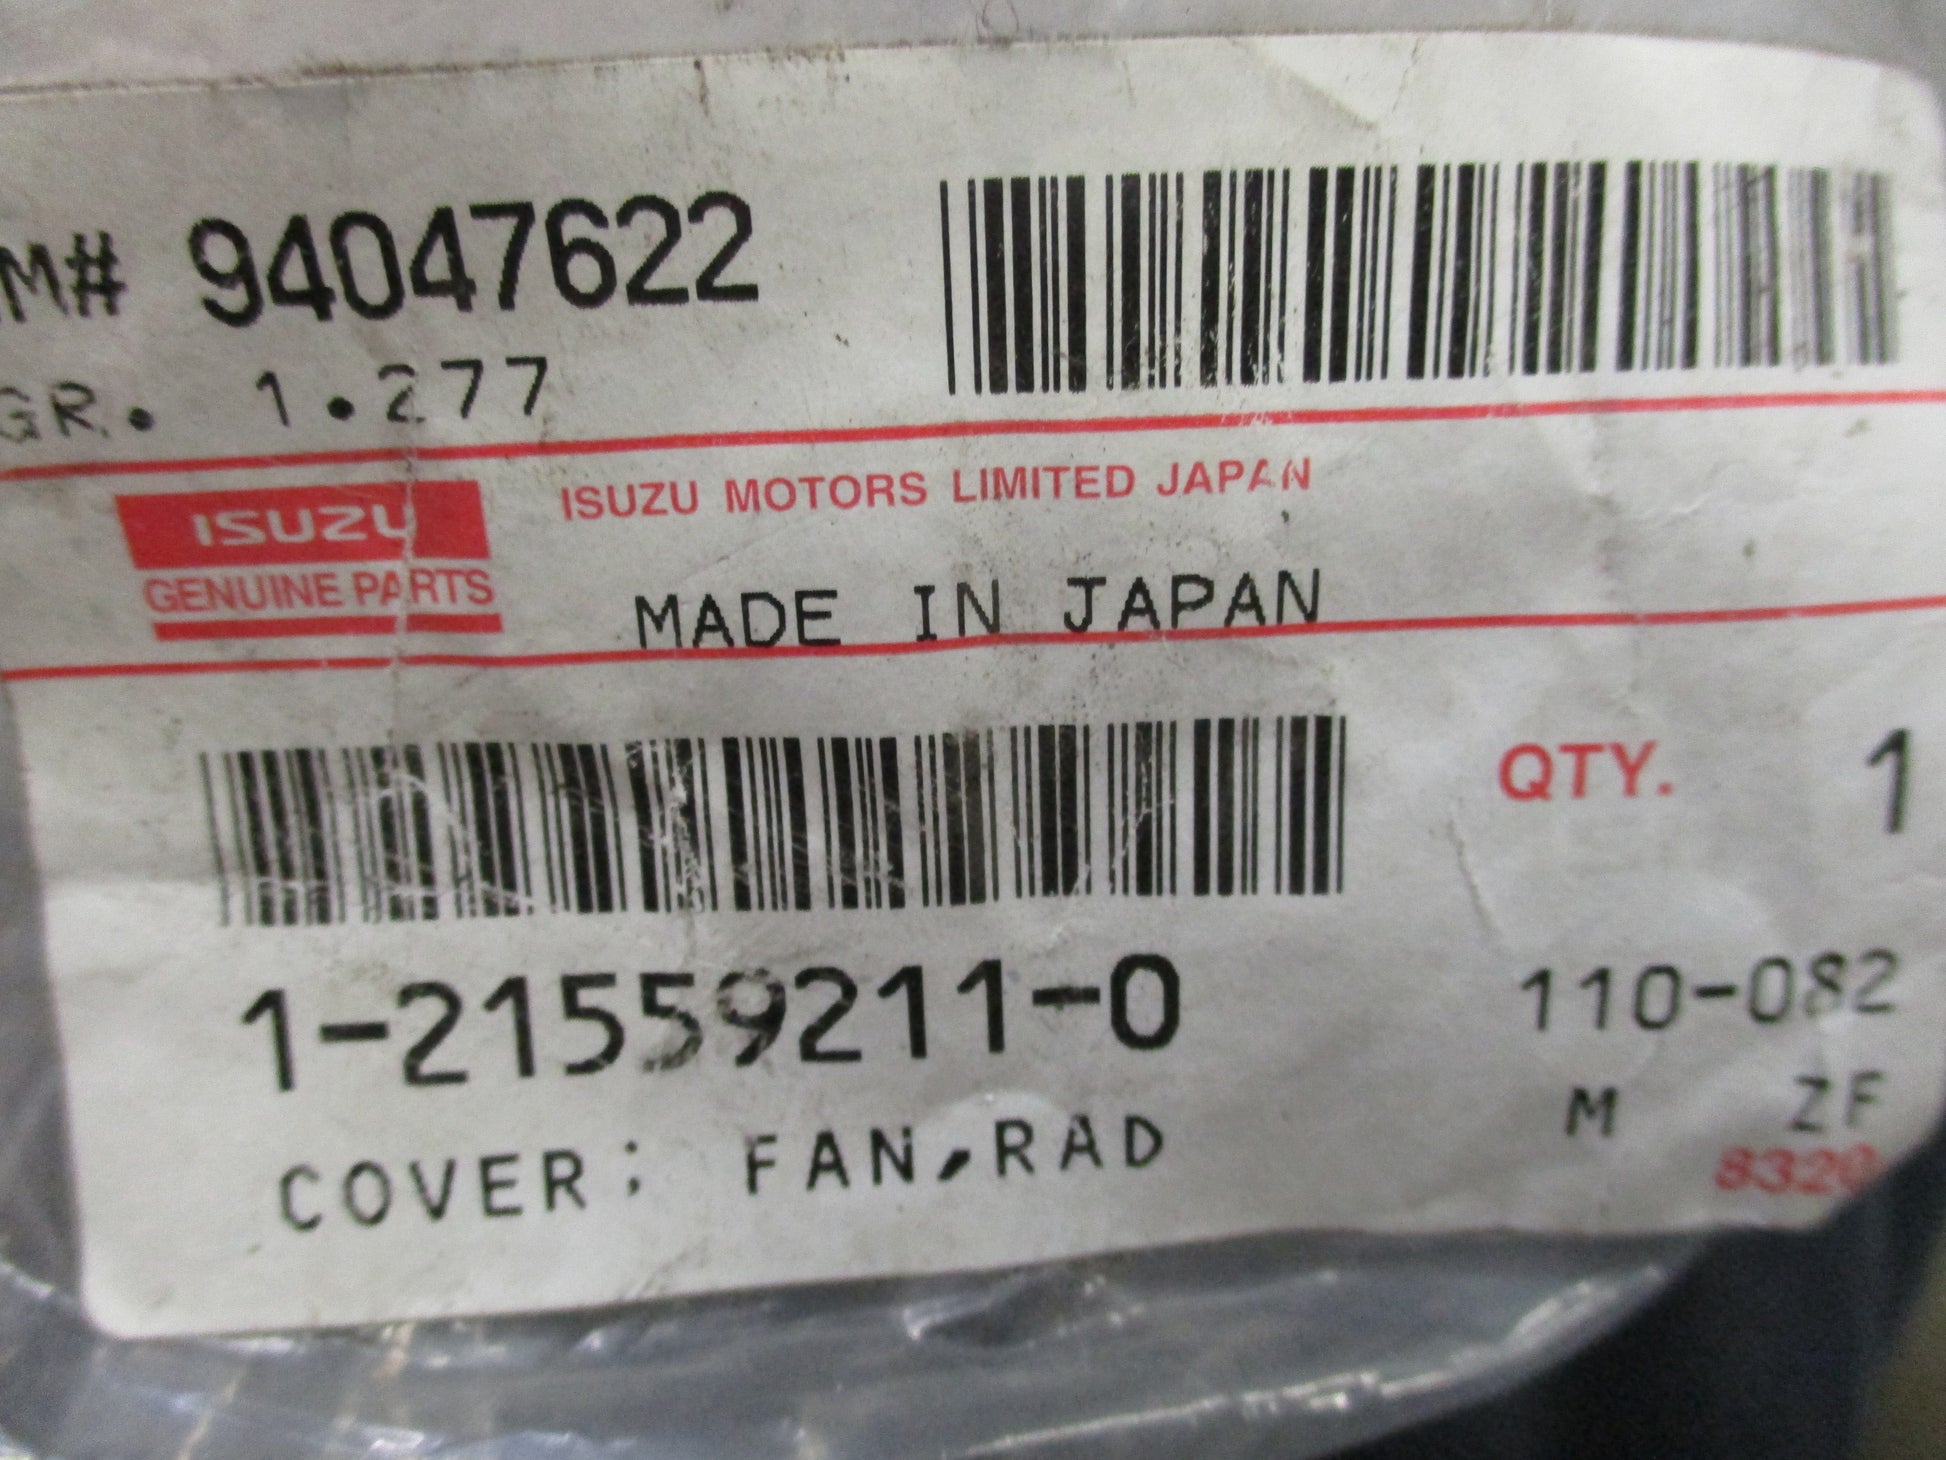 M# 94047622
GR. 1.277
ISUZU
GENUINE PARTS
ISUZU MOTORS LIMITED JAPAN
MADE IN JAPAN
QTY. 1
1-21559211-0
110-082
COVER; FAN,RAD
M ZF
8320